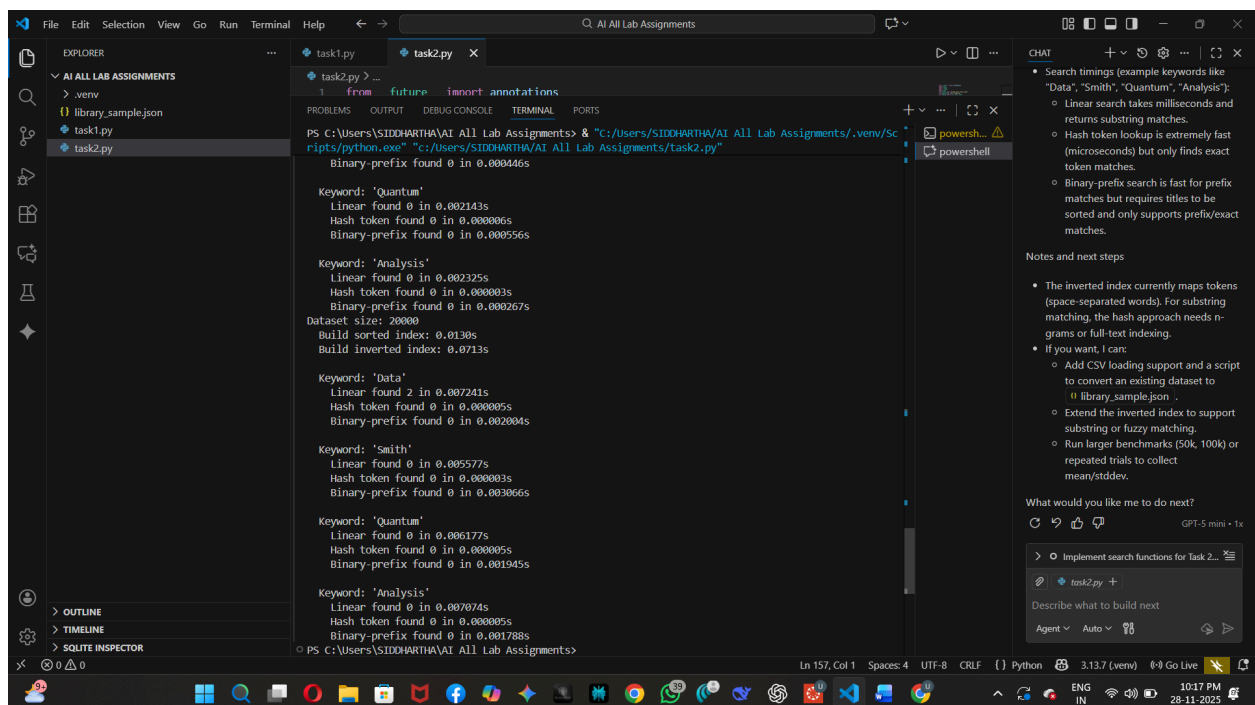 File Edit Selection View Go Run Terminal Help
AI All Lab Assignments
EXPLORER
AI ALL LAB ASSIGNMENTS
.venv
{} library_sample.json
task1.py
task2.py
OUTLINE
TIMELINE
SQLITE INSPECTOR
task1.py task2.py
task2.py > ...
1 from __future__ import annotations
PROBLEMS OUTPUT DEBUG CONSOLE TERMINAL PORTS
PS C:\Users\SIDDHARTHA\AI All Lab Assignments> & "C:/Users/SIDDHARTHA/AI All Lab Assignments/.venv/Sc
ripts/python.exe" "c:/Users/SIDDHARTHA/AI All Lab Assignments/task2.py"
Binary-prefix found 0 in 0.000446s
Keyword: 'Quantum'
Linear found 0 in 0.002143s
Hash token found 0 in 0.000006s
Binary-prefix found 0 in 0.000556s
Keyword: 'Analysis'
Linear found 0 in 0.002325s
Hash token found 0 in 0.000003s
Binary-prefix found 0 in 0.000267s
Dataset size: 20000
Build sorted index: 0.0130s
Build inverted index: 0.0713s
Keyword: 'Data'
Linear found 2 in 0.007241s
Hash token found 0 in 0.000005s
Binary-prefix found 0 in 0.002004s
Keyword: 'Smith'
Linear found 0 in 0.005577s
Hash token found 0 in 0.000003s
Binary-prefix found 0 in 0.003066s
Keyword: 'Quantum'
Linear found 0 in 0.006177s
Hash token found 0 in 0.000005s
Binary-prefix found 0 in 0.001945s
Keyword: 'Analysis'
Linear found 0 in 0.007074s
Hash token found 0 in 0.000005s
Binary-prefix found 0 in 0.001788s
PS C:\Users\SIDDHARTHA\AI All Lab Assignments>
powersh...
powershell
CHAT
Search timings (example keywords like
"Data", "Smith", "Quantum", "Analysis"):
Linear search takes milliseconds and
returns substring matches.
Hash token lookup is extremely fast
(microseconds) but only finds exact
token matches.
Binary-prefix search is fast for prefix
matches but requires titles to be
sorted and only supports prefix/exact
matches.
Notes and next steps
The inverted index currently maps tokens
(space-separated words). For substring
matching, the hash approach needs n-
grams or full-text indexing.
If you want, I can:
Add CSV loading support and a script
to convert an existing dataset to
{} library_sample.json .
Extend the inverted index to support
substring or fuzzy matching.
Run larger benchmarks (50k, 100k) or
repeated trials to collect
mean/stddev.
What would you like me to do next?
GPT-5 mini • 1x
Implement search functions for Task 2...
task2.py
Describe what to build next
Agent Auto
0 0 Ln 157, Col 1 Spaces: 4 UTF-8 CRLF {} Python 3.13.7 (.venv) Go Live
9+ 39 U U ENG
IN
10:17 PM
28-11-2025